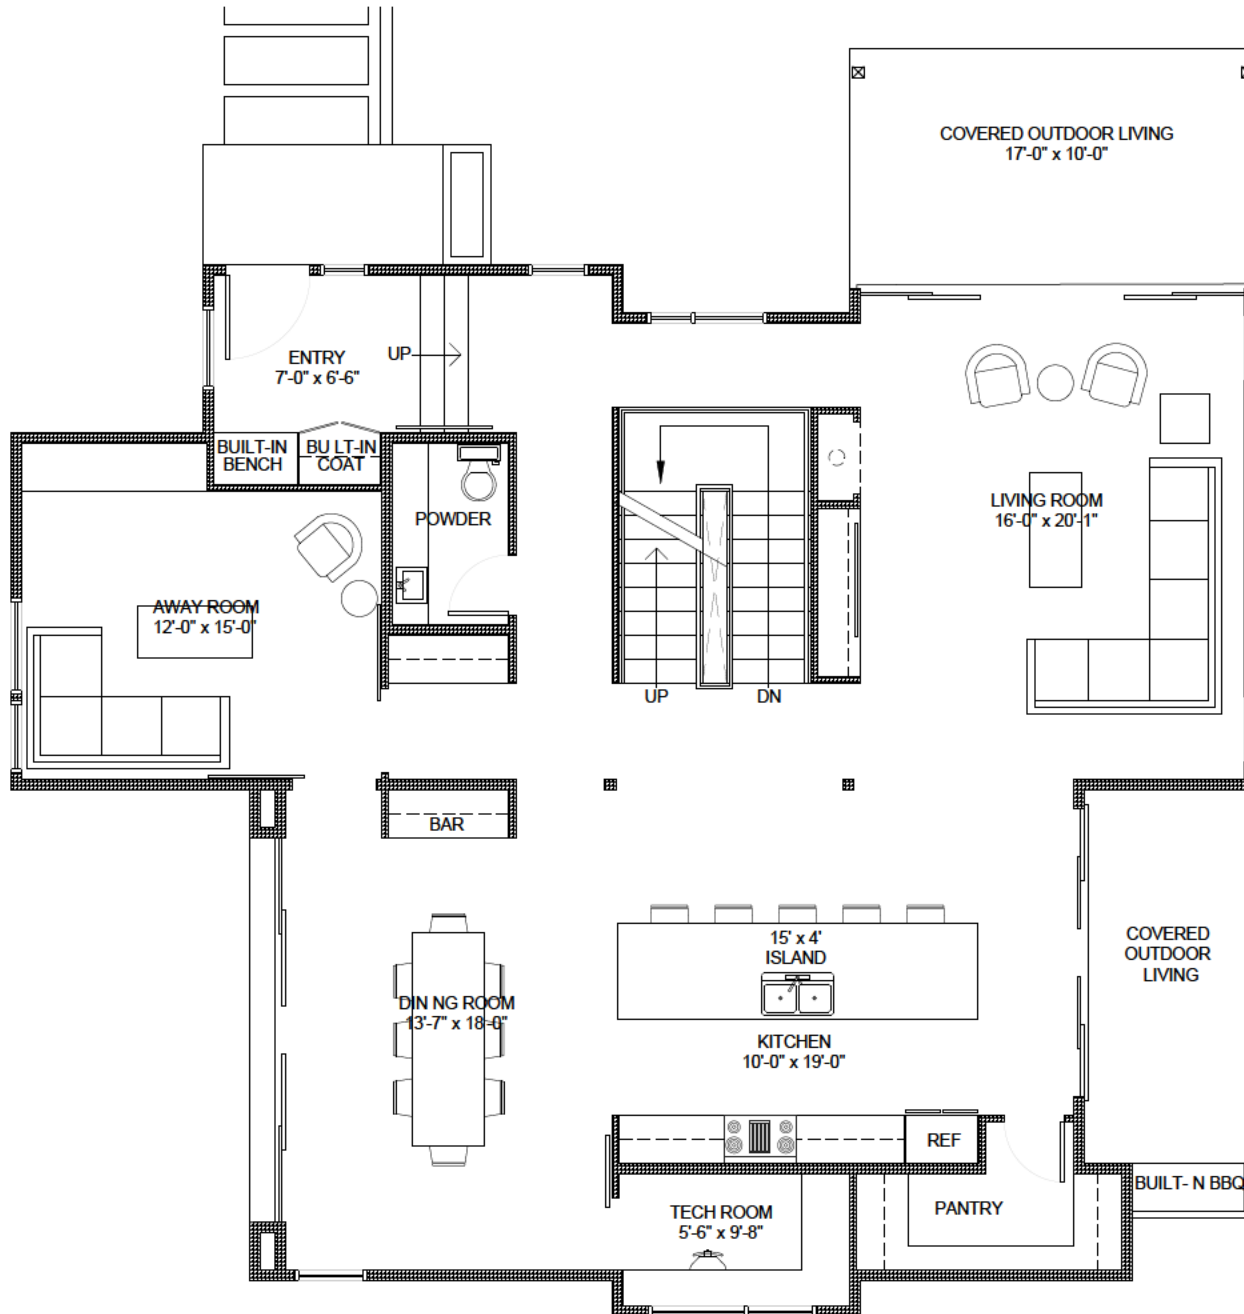 COVERED OUTDOOR LIVING
17'-0" x 10'-0"
ENTRY
7'-0" x 6'-6"
UP
BUILT-IN
BENCH
BU LT-IN
COAT
POWDER
LIVING ROOM
16'-0" x 20'-1"
AWAY ROOM
12'-0" x 15'-0"
UP
DN
BAR
15' x 4'
ISLAND
COVERED
OUTDOOR
LIVING
DIN NG ROOM
13'-7" x 18'-0"
KITCHEN
10'-0" x 19'-0"
REF
BUILT- N BBQ
PANTRY
TECH ROOM
5'-6" x 9'-8"